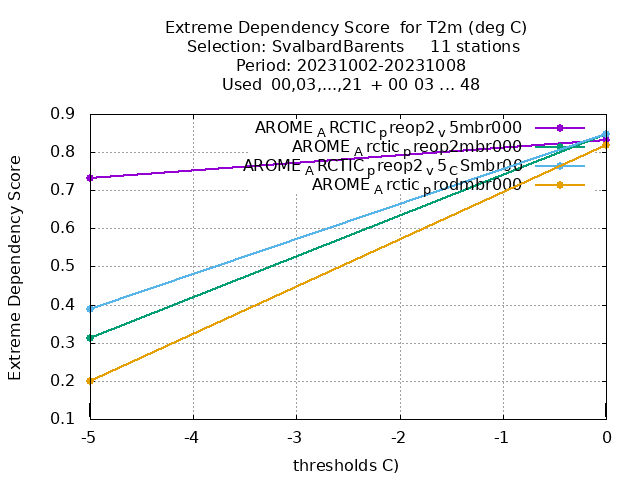 Extreme Dependency Score for T2m (deg C)
Selection: SvalbardBarents 11 stations
Period: 20231002-20231008
Used 00,03,...,21 + 00 03 ... 48
AROME_ARCTIC_preop2_v5mbr000
AROME_Arctic_preop2mbr000
AROME_ARCTIC_preop2_v5_CSmbr00
AROME_Arctic_prodmbr000
Extreme Dependency Score
0.9
0.8
0.7
0.6
0.5
0.4
0.3
0.2
0.1
-5 -4 -3 -2 -1 0
thresholds C)